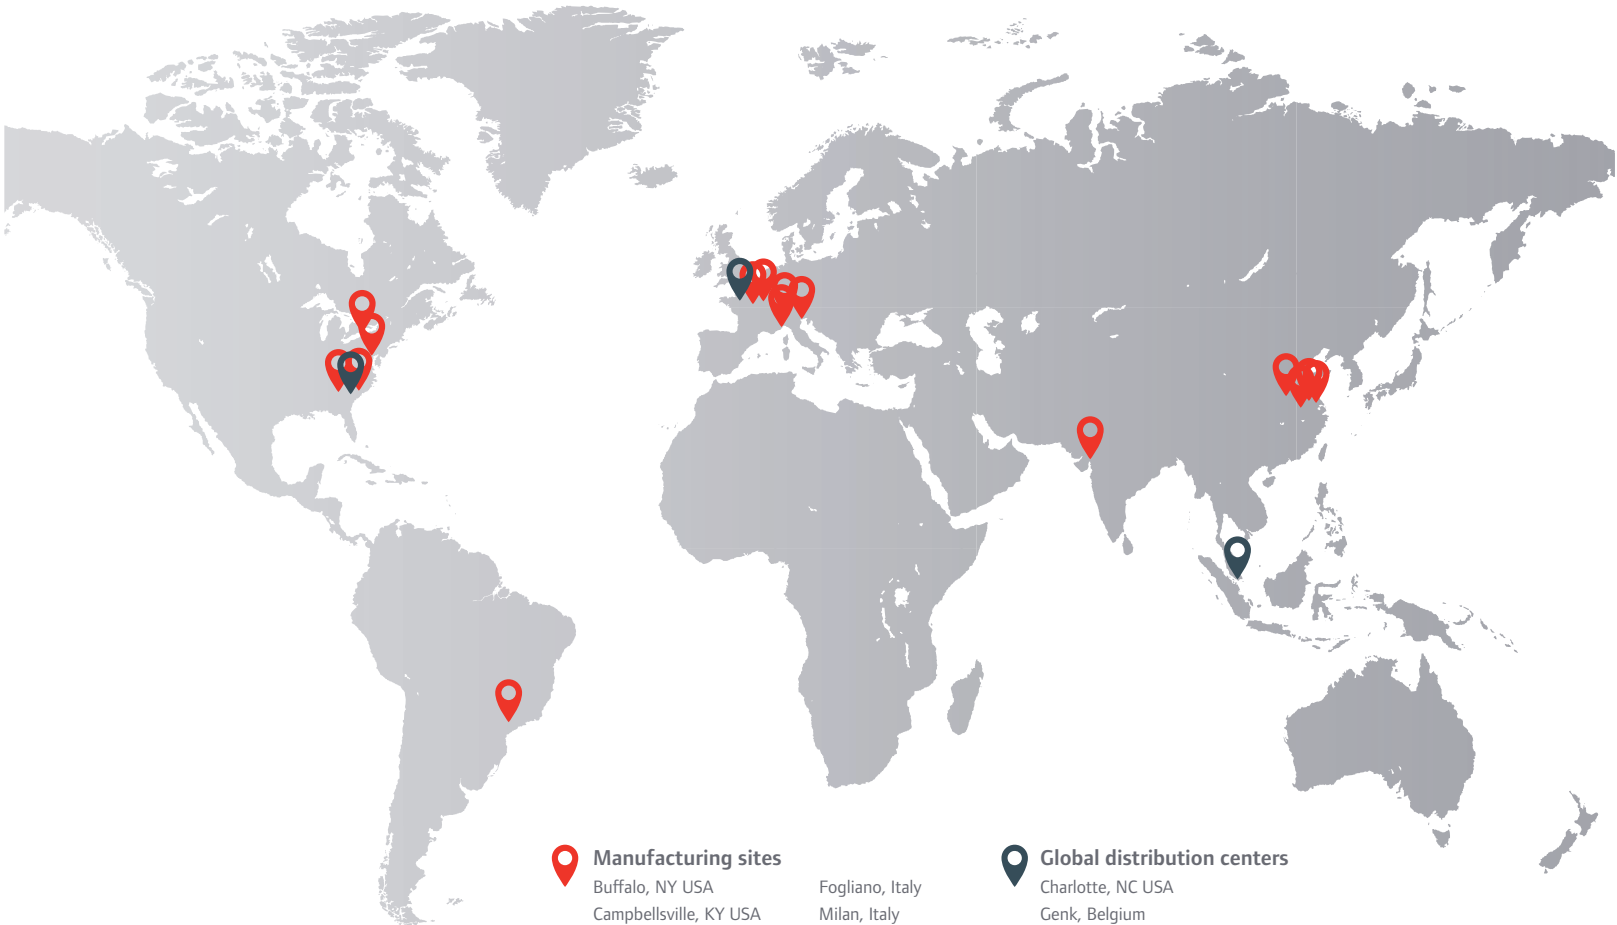 Manufacturing sites
Buffalo, NY USA
Campbellsville, KY USA
Fogliano, Italy
Milan, Italy
Global distribution centers
Charlotte, NC USA
Genk, Belgium